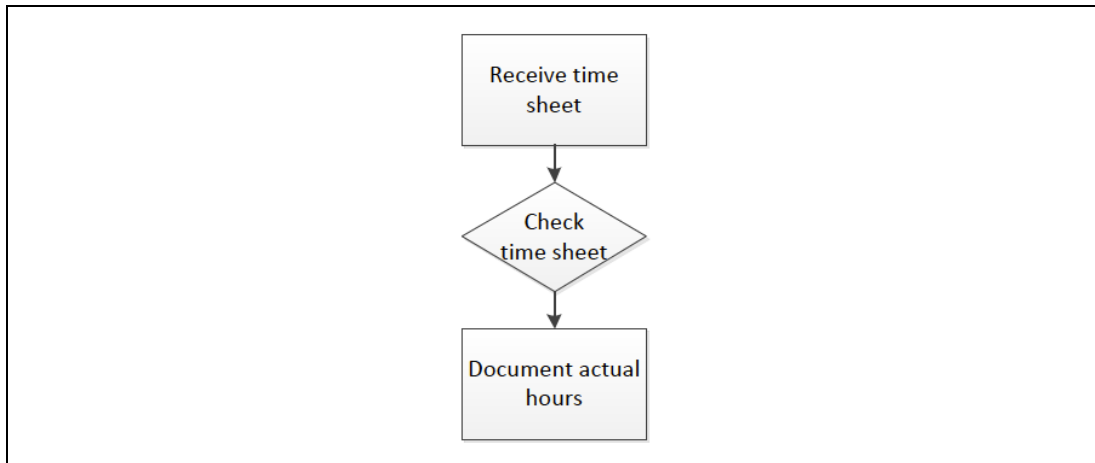 Receive time
sheet
Check
time sheet
Document actual
hours